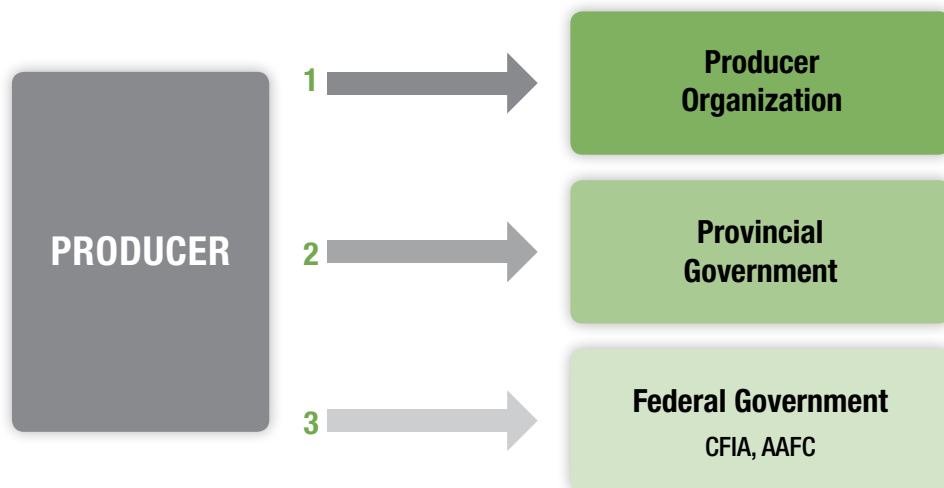 PRODUCER
1
Producer
Organization
2
Provincial
Government
3
Federal Government
CFIA, AAFC